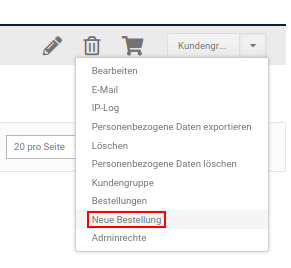 Kundengr...
Bearbeiten
E-Mail
IP-Log
Personenbezogene Daten exportieren
Löschen
20 pro Seite
Personenbezogene Daten löschen
Kundengruppe
Bestellungen
Neue Bestellung
Adminrechte